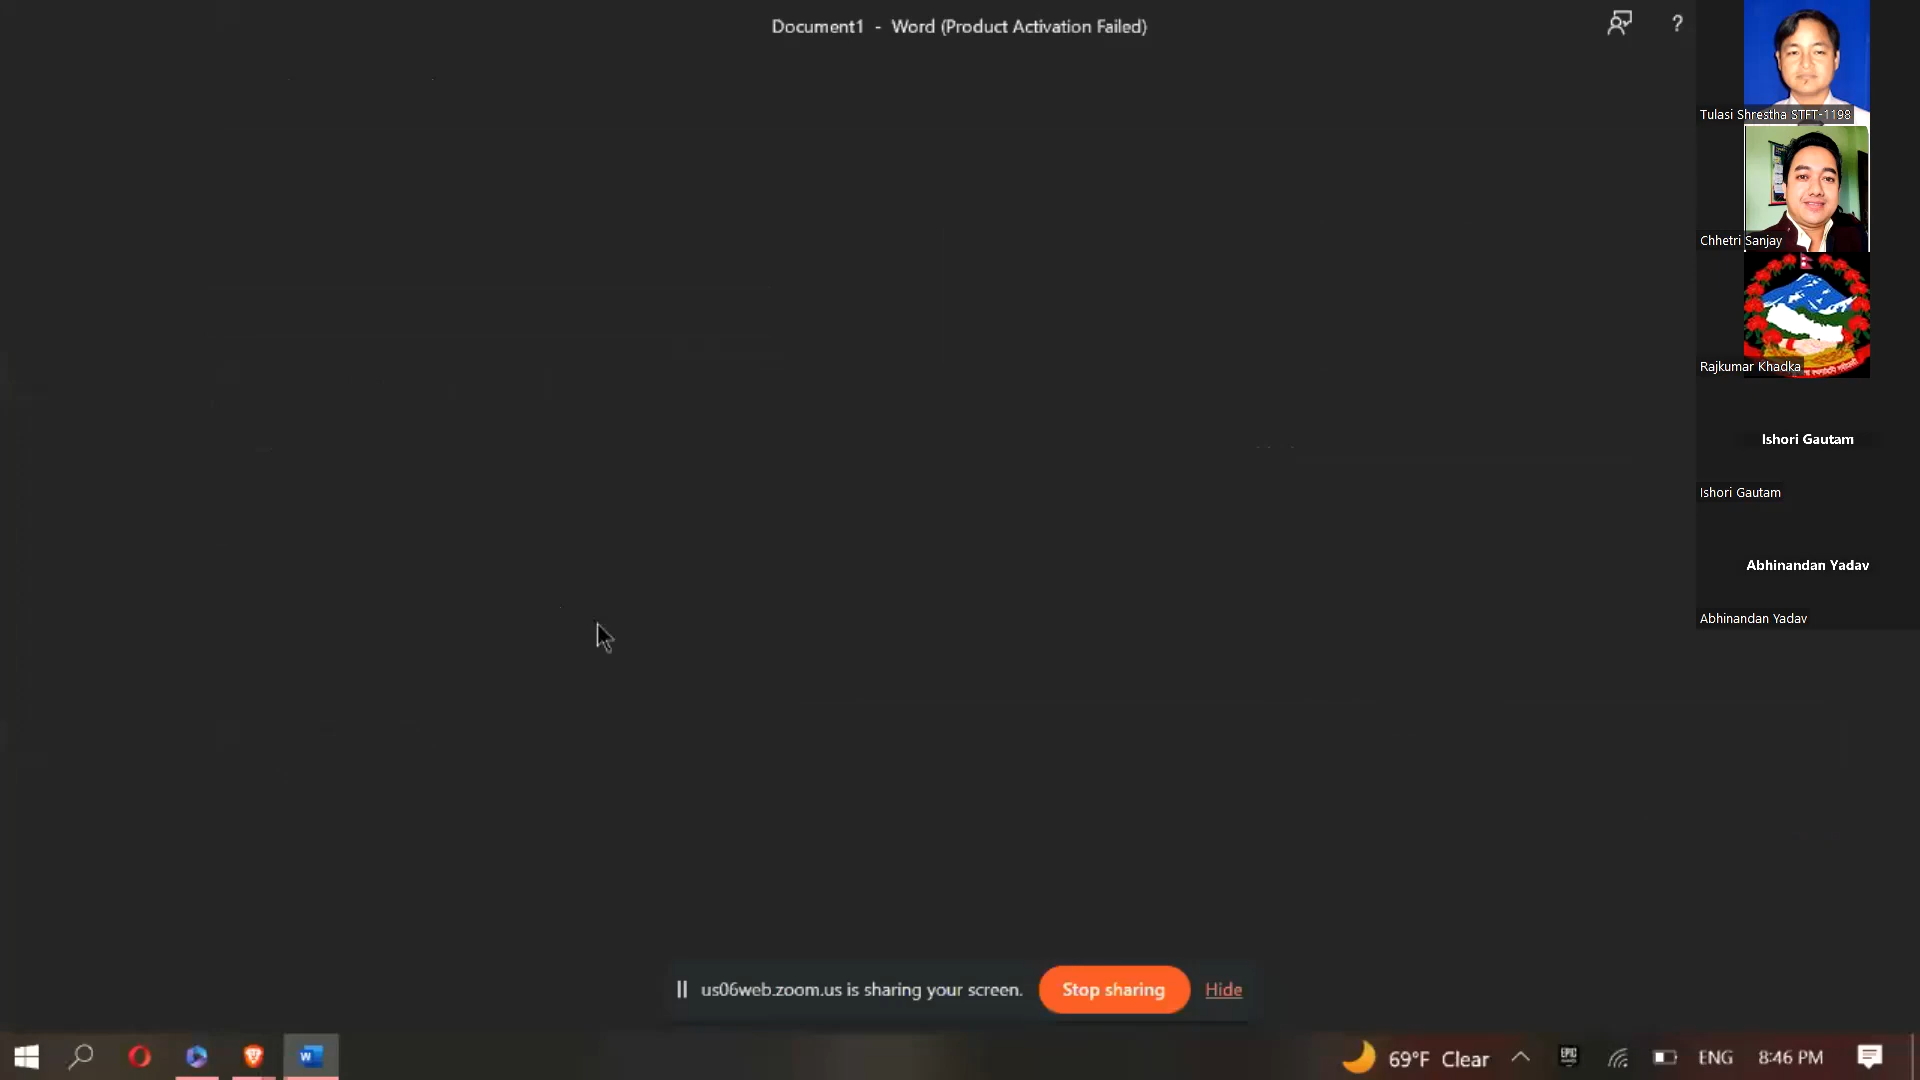 Document1 - Word (Product Activation Failed)
?
Tulasi Shrestha STFT-1198
Chhetri Sanjay
Rajkumar Khadka
Ishori Gautam
Ishori Gautam
Abhinandan Yadav
Abhinandan Yadav
us06web.zoom.us is sharing your screen. Stop sharing Hide
W 69°F Clear EPIC ENG 8:46 PM